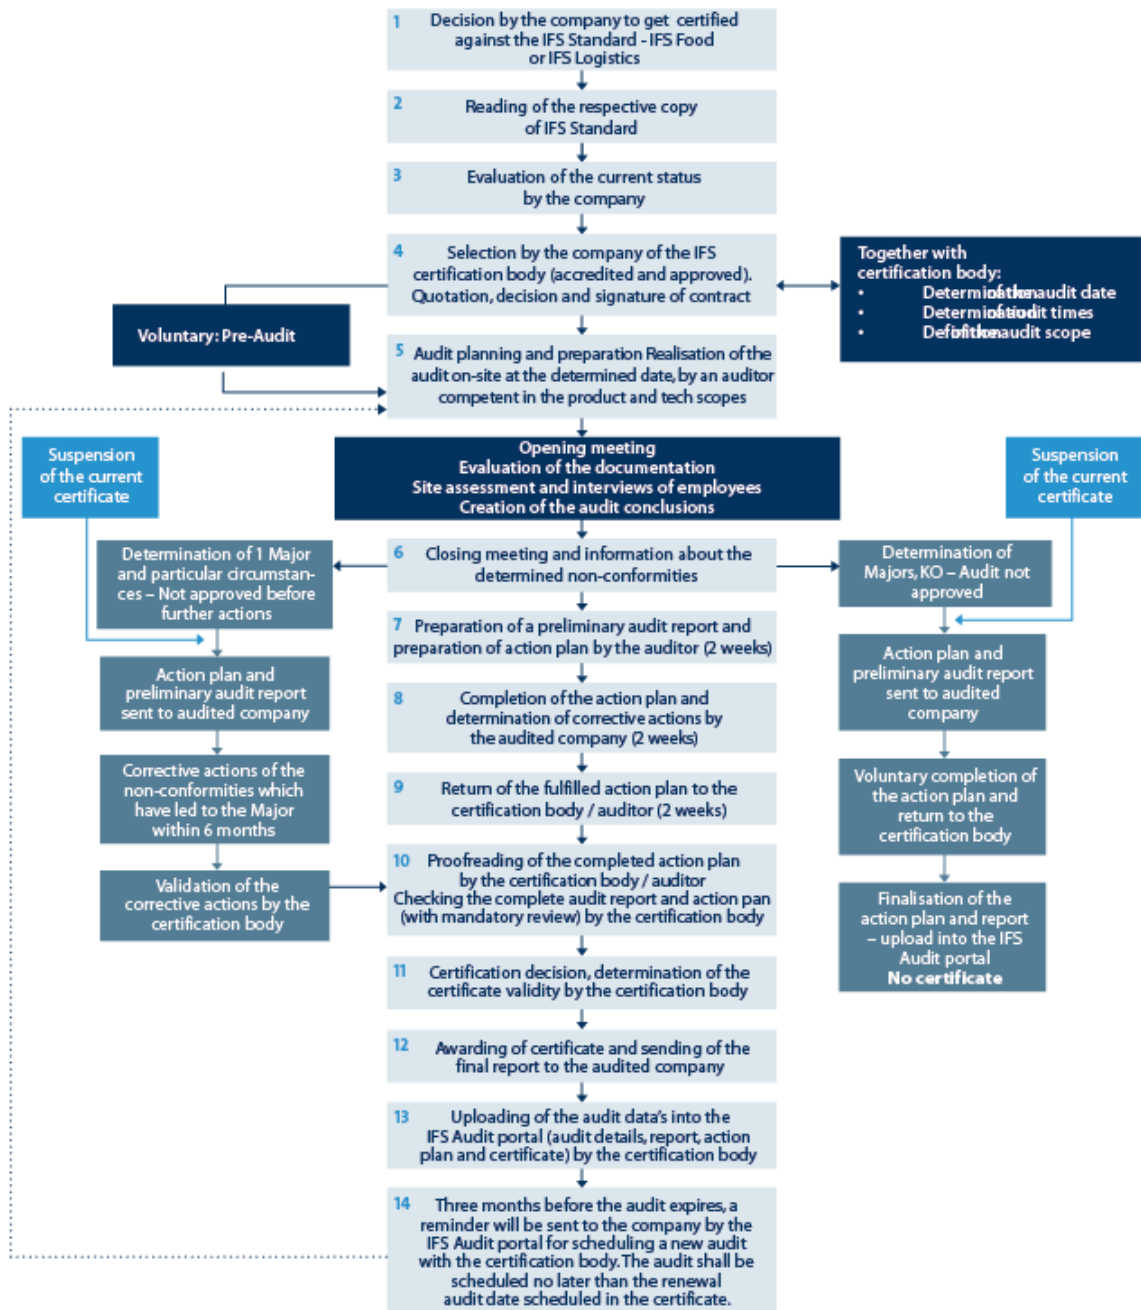 1 Decision by the company to get certified
against the IFS Standard - IFS Food
or IFS Logistics
2 Reading of the respective copy
of IFS Standard
3 Evaluation of the current status
by the company
4 Selection by the company of the IFS
certification body (accredited and approved).
Quotation, decision and signature of contract
Together with
certification body:
• Determination of the audit date
• Determination of audit times
• Definition of the audit scope
Voluntary: Pre-Audit
5 Audit planning and preparation Realisation of the
audit on-site at the determined date, by an auditor
competent in the product and tech scopes
Opening meeting
Evaluation of the documentation
Site assessment and interviews of employees
Creation of the audit conclusions
Suspension
of the current
certificate
Suspension
of the current
certificate
6 Closing meeting and information about the
determined non-conformities
Determination of 1 Major
and particular circumstan-
ces – Not approved before
further actions
Determination of
Majors, KO – Audit not
approved
7 Preparation of a preliminary audit report and
preparation of action plan by the auditor (2 weeks)
Action plan and
preliminary audit report
sent to audited company
Action plan and
preliminary audit report
sent to audited
company
8 Completion of the action plan and
determination of corrective actions by
the audited company (2 weeks)
Corrective actions of the
non-conformities which
have led to the Major
within 6 months
9 Return of the fulfilled action plan to the
certification body / auditor (2 weeks)
Voluntary completion of
the action plan and
return to the
certification body
Validation of the
corrective actions by the
certification body
10 Proofreading of the completed action plan
by the certification body / auditor
Checking the complete audit report and action pan
(with mandatory review) by the certification body
Finalisation of the
action plan and report
– upload into the IFS
Audit portal
No certificate
11 Certification decision, determination of the
certificate validity by the certification body
12 Awarding of certificate and sending of the
final report to the audited company
13 Uploading of the audit data's into the
IFS Audit portal (audit details, report, action
plan and certificate) by the certification body
14 Three months before the audit expires, a
reminder will be sent to the company by the
IFS Audit portal for scheduling a new audit
with the certification body. The audit shall be
scheduled no later than the renewal
audit date scheduled in the certificate.